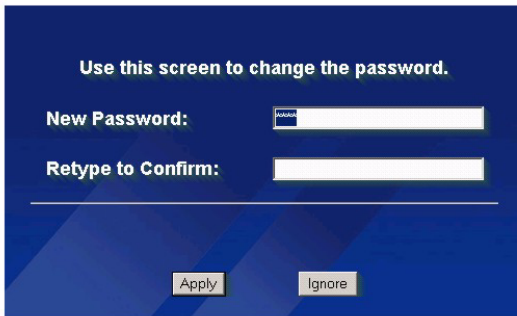 Use this screen to change the password.
New Password:
****
Retype to Confirm:
Apply
Ignore